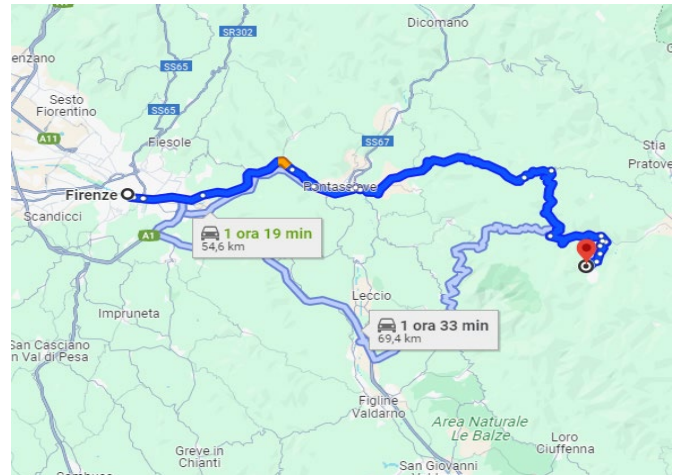 Dicomano
SR302
enzano
SS65
Sesto
Fiorentino
SS65
A11
Fiesole
SS67
Stia
Pratove
Pontassieve
Firenze
Scandicci
1 ora 19 min
54,6 km
A1
Leccio
Impruneta
1 ora 33 min
69,4 km
San Casciano
in Val di Pesa
Figline
Valdarno
Area Naturale
Le Balze
Loro
Ciuffenna
Greve in
Chianti
San Giovanni